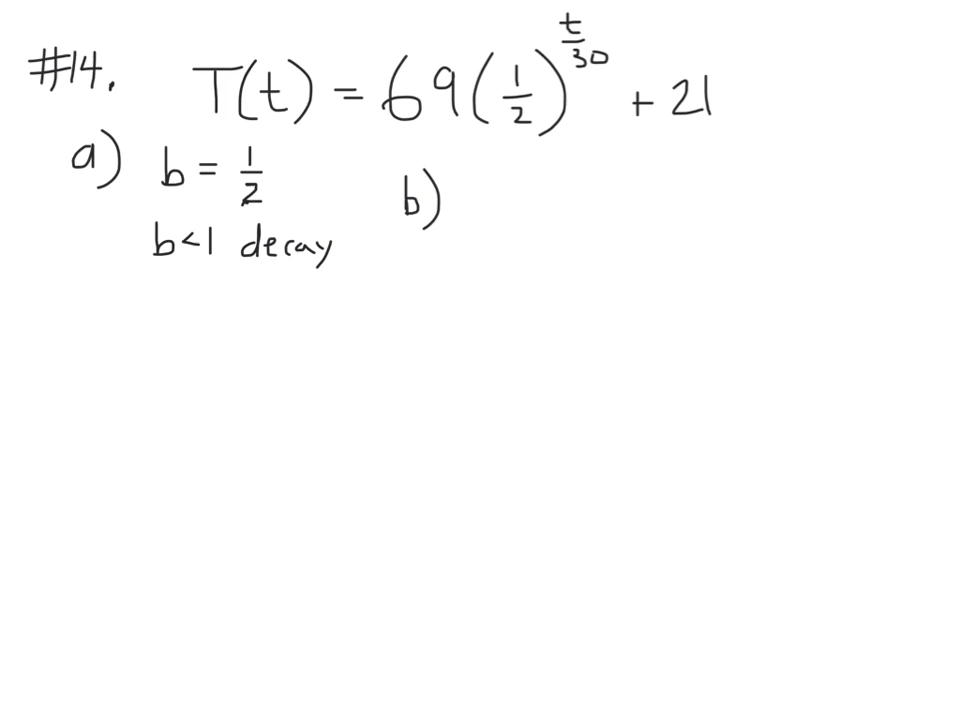 #14. T(t) = 69(1/2)^(t/30) + 21
a) b = 1/2
b<1 decay
b)